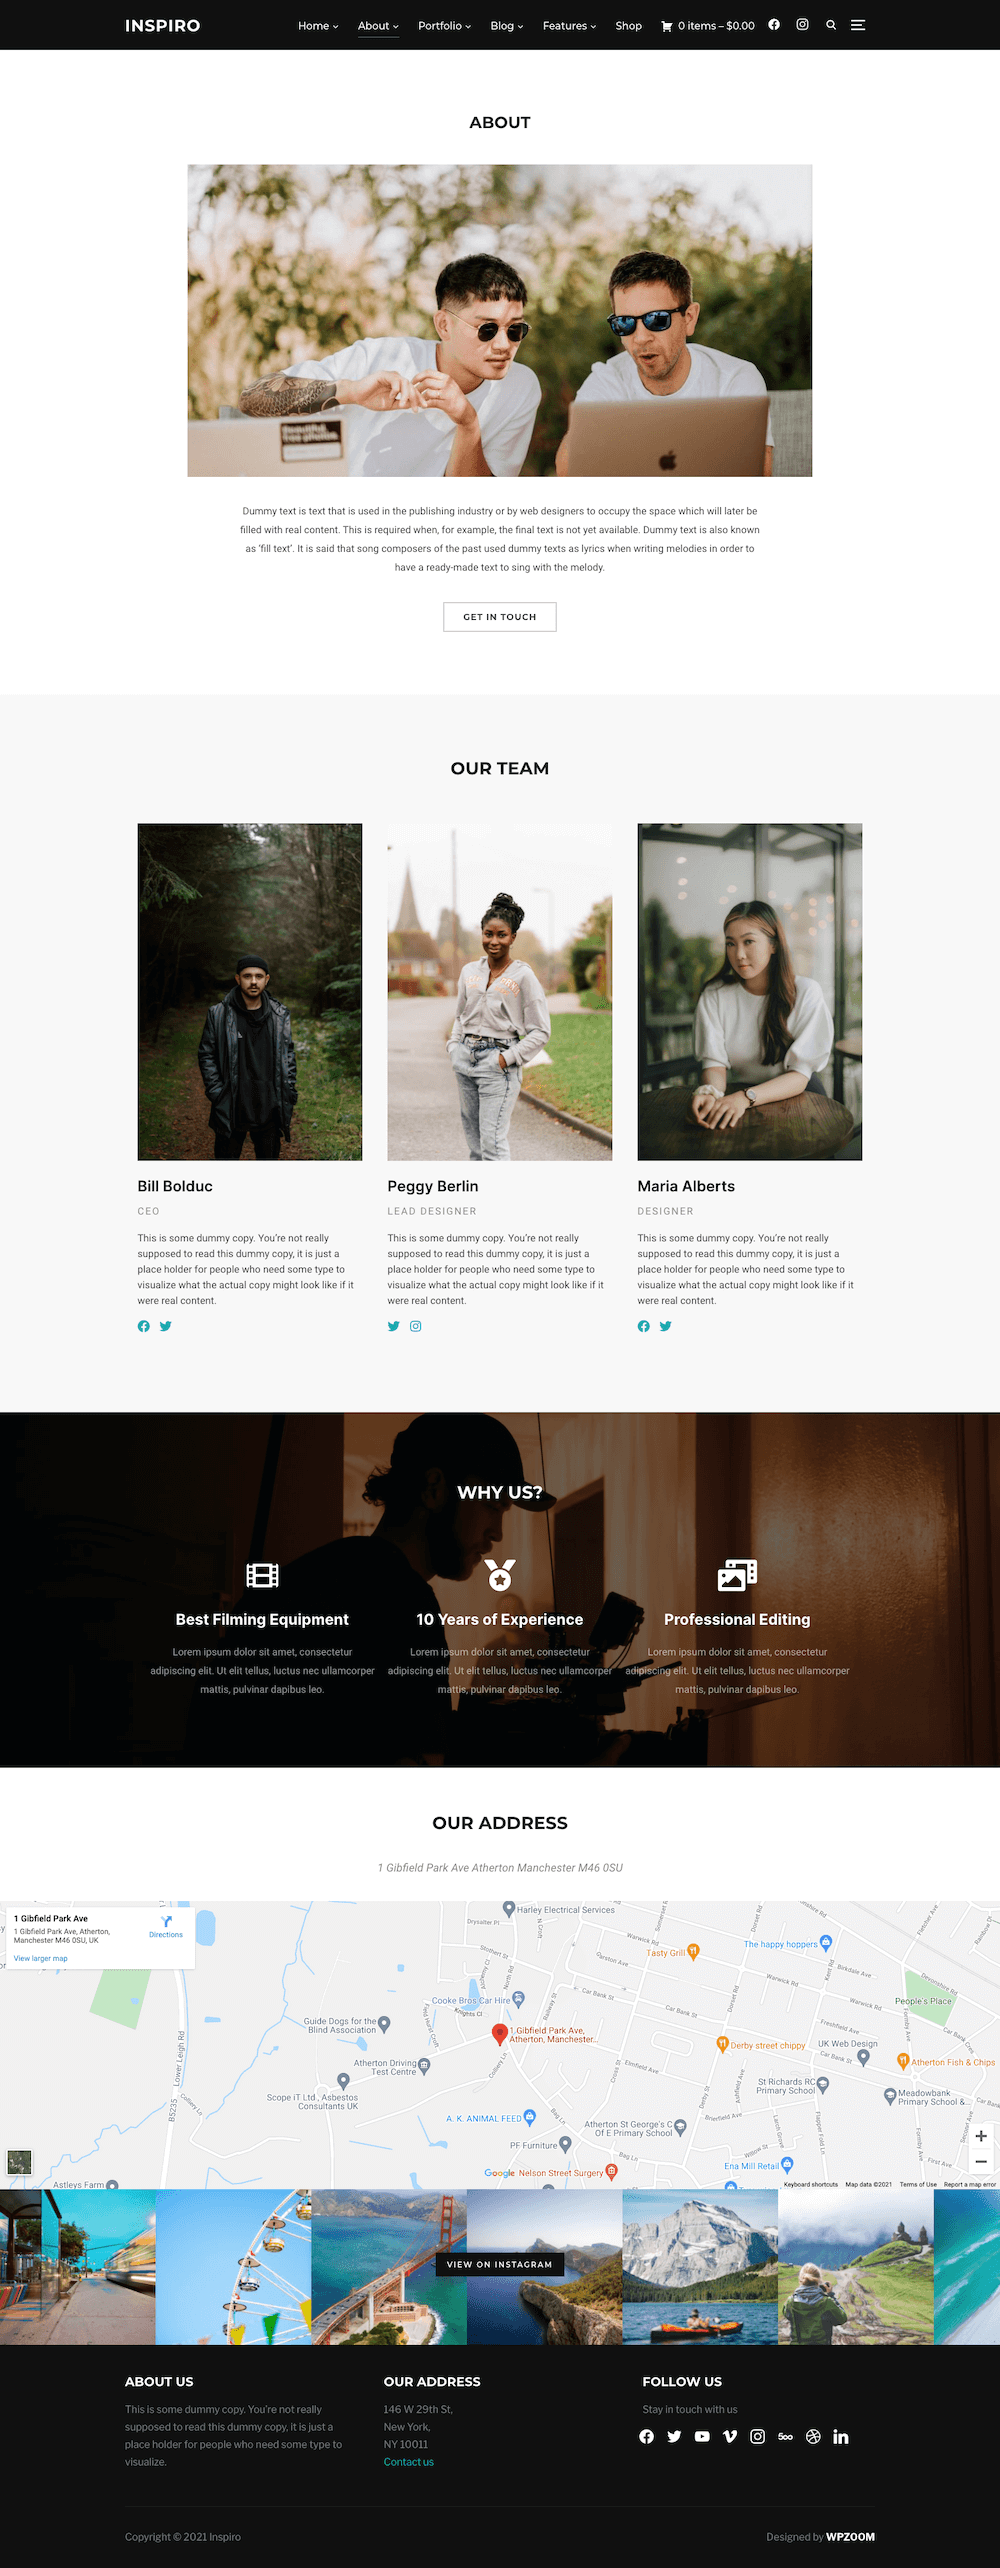 INSPIRO
Home
About
Portfolio
Blog
Features
Shop
0 items – $0.00
ABOUT
Dummy text is text that is used in the publishing industry or by web designers to occupy the space which will later be
filled with real content. This is required when, for example, the final text is not yet available. Dummy text is also known
as 'fill text'. It is said that song composers of the past used dummy texts as lyrics when writing melodies in order to
have a ready-made text to sing with the melody.
GET IN TOUCH
OUR TEAM
Bill Bolduc
CEO
This is some dummy copy. You're not really
supposed to read this dummy copy, it is just a
place holder for people who need some type to
visualize what the actual copy might look like if it
were real content.
Peggy Berlin
LEAD DESIGNER
This is some dummy copy. You're not really
supposed to read this dummy copy, it is just a
place holder for people who need some type to
visualize what the actual copy might look like if it
were real content.
Maria Alberts
DESIGNER
This is some dummy copy. You're not really
supposed to read this dummy copy, it is just a
place holder for people who need some type to
visualize what the actual copy might look like if it
were real content.
WHY US?
Best Filming Equipment
Lorem ipsum dolor sit amet, consectetur
adipiscing elit. Ut elit tellus, luctus nec ullamcorper
mattis, pulvinar dapibus leo.
10 Years of Experience
Lorem ipsum dolor sit amet, consectetur
adipiscing elit. Ut elit tellus, luctus nec ullamcorper
mattis, pulvinar dapibus leo.
Professional Editing
Lorem ipsum dolor sit amet, consectetur
adipiscing elit. Ut elit tellus, luctus nec ullamcorper
mattis, pulvinar dapibus leo.
OUR ADDRESS
1 Gibfield Park Ave Atherton Manchester M46 0SU
1 Gibfield Park Ave
1 Gibfield Park Ave, Atherton,
Manchester M46 0SU, UK
Directions
View larger map
Harley Electrical Services
Tasty Grill
The happy hoppers
Cooke Bros Car Hire
People's Place
Guide Dogs for the
Blind Association
1 Gibfield Park Ave,
Atherton, Manchester...
Derby street chippy
UK Web Design
Atherton Fish & Chips
Atherton Driving
Test Centre
Scope iT Ltd , Asbestos
Consultants UK
St Richards RC
Primary School
Meadowbank
Primary School &...
A. K. ANIMAL FEED
Atherton St George's C
Of E Primary School
PF Furniture
Ena Mill Retail
Google
Nelson Street Surgery
Astleys Farm
Lower Leigh Rd
B5235
Warwick Rd
Car Bank St
Birkdale Ave
Devonshire Rd
Keyboard shortcuts
Map data ©2021
Terms of Use
Report a map error
VIEW ON INSTAGRAM
ABOUT US
This is some dummy copy. You're not really
supposed to read this dummy copy, it is just a
place holder for people who need some type to
visualize.
OUR ADDRESS
146 W 29th St,
New York,
NY 10011
Contact us
FOLLOW US
Stay in touch with us
500
Copyright © 2021 Inspiro
Designed by WPZOOM